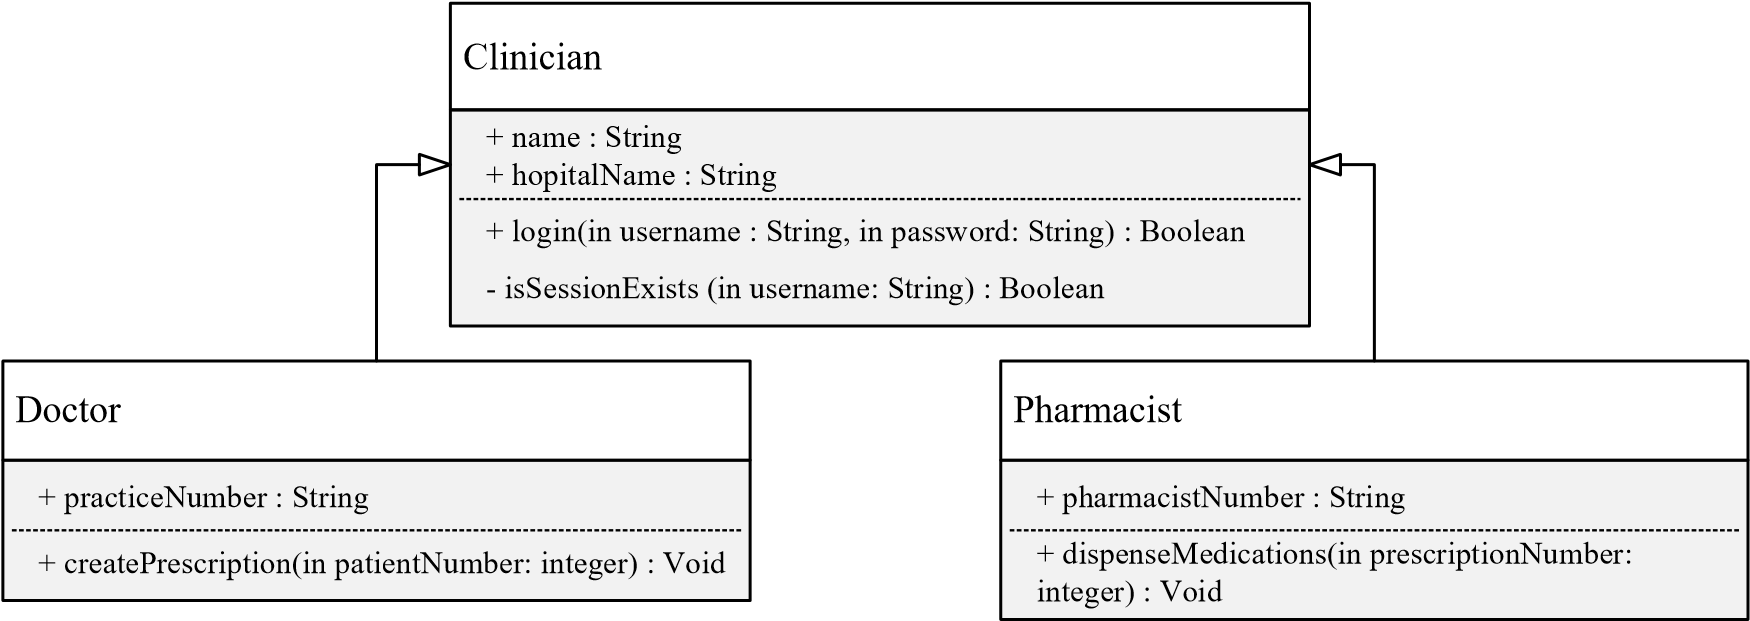 Clinician
+ name : String
+ hopitalName : String
+ login(in username : String, in password: String) : Boolean
- isSessionExists (in username: String) : Boolean
Doctor
+ practiceNumber : String
+ createPrescription(in patientNumber: integer) : Void
Pharmacist
+ pharmacistNumber : String
+ dispenseMedications(in prescriptionNumber:
integer) : Void